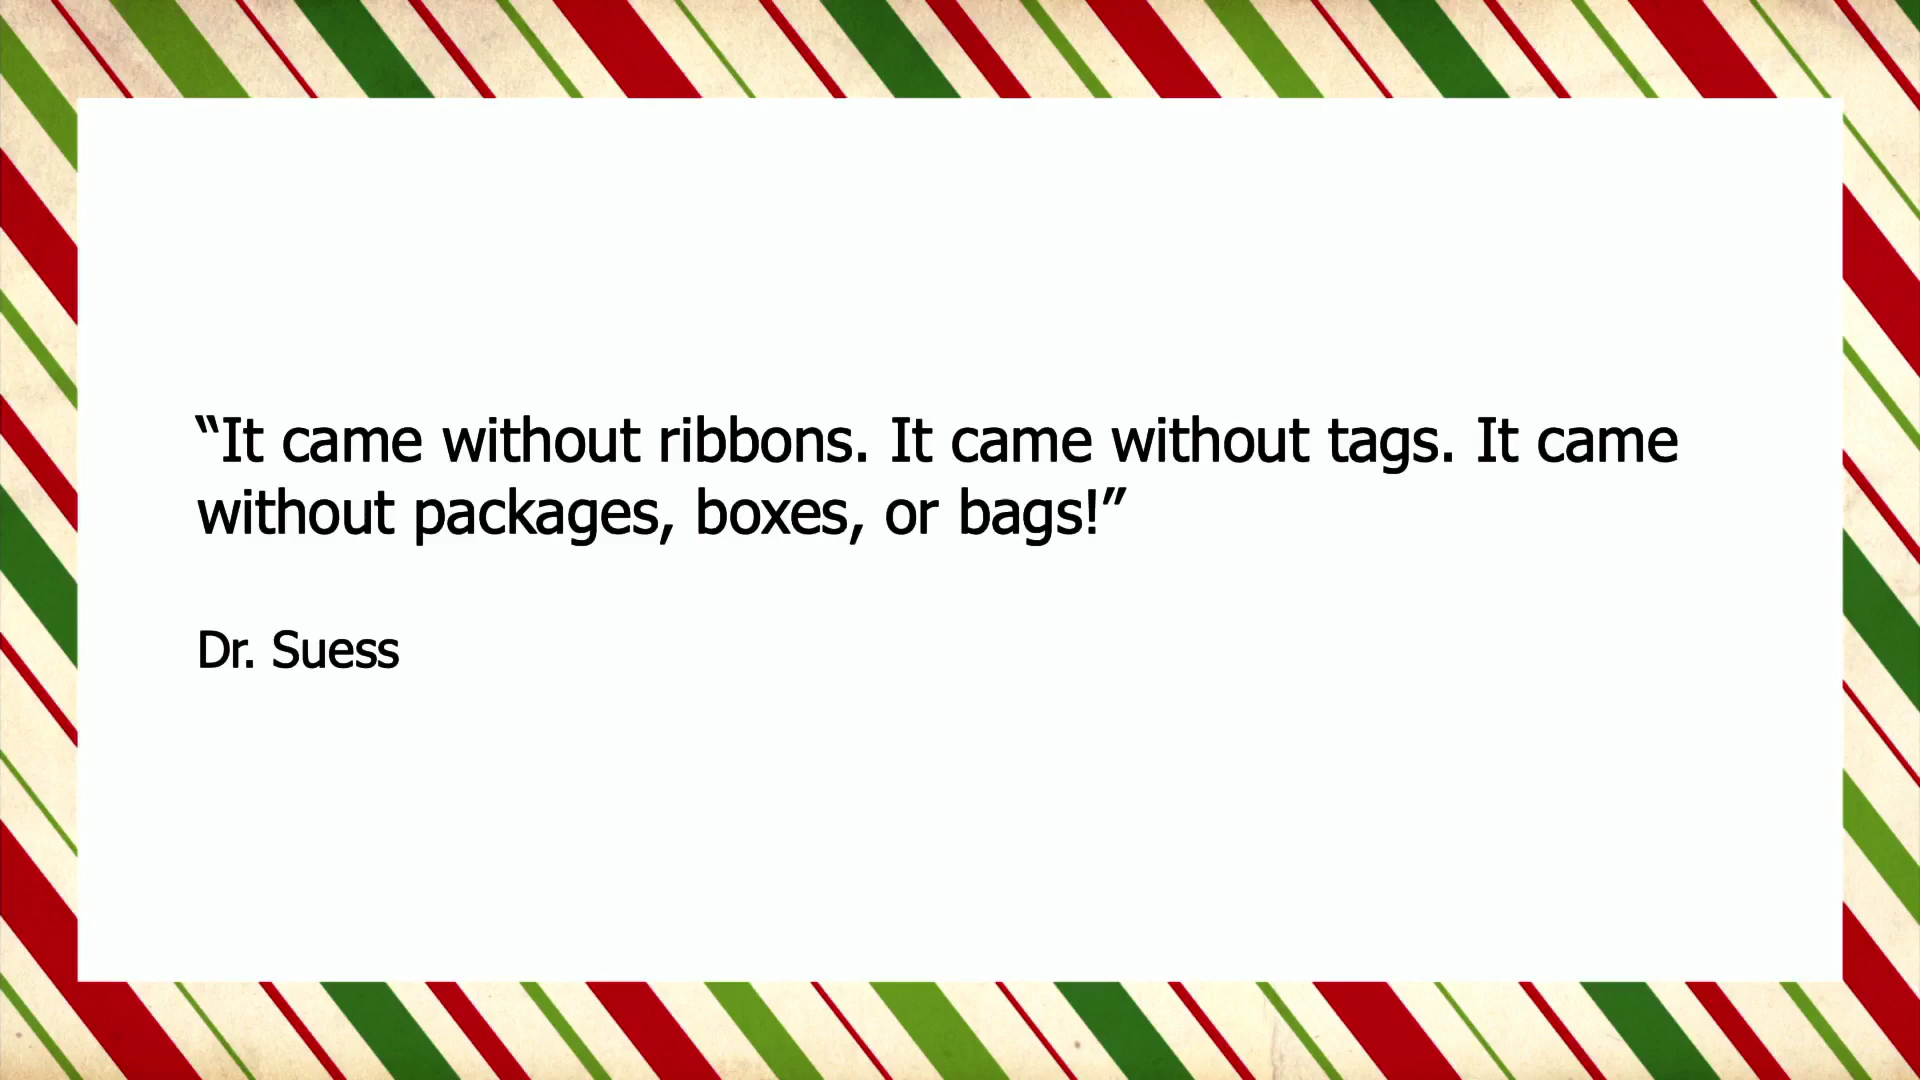 “It came without ribbons. It came without tags. It came
without packages, boxes, or bags!”
Dr. Suess